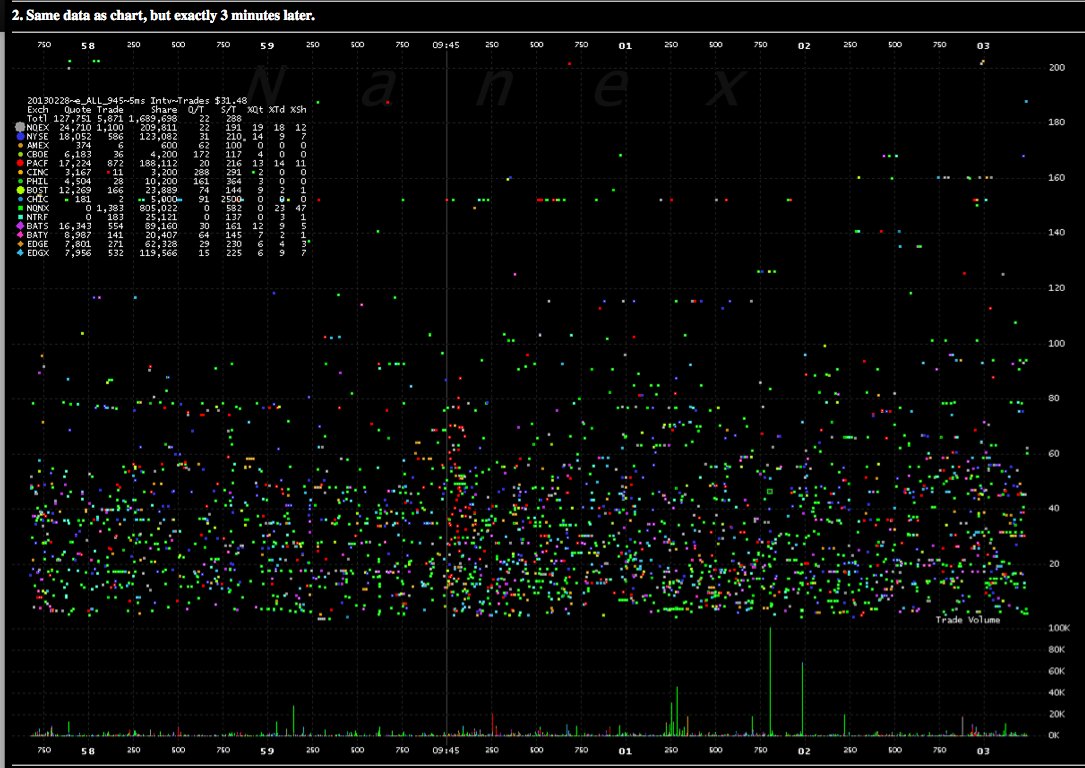 2. Same data as chart, but exactly 3 minutes later.
750 58 250 500 750 59 250 500 750 09:45 250 500 750 01 250 500 750 02 250 500 750 03
N a n e x
200
20130228~e_ALL_945~5ms Intv~Trades $31.48
Exch Quote Trade Share Q/T S/T %Qt %Td %Sh
Totl 127,751 5,871 1,689,698 22 288
NQEX 24,710 1,100 209,811 22 191 19 18 12
180
NYSE 18,052 586 123,082 31 210 14 9 7
AMEX 374 6 600 62 100 0 0 0
CBOE 6,183 36 4,200 172 117 4 0 0
PACF 17,224 872 188,112 20 216 13 14 11
CINC 3,167 11 3,200 288 291 2 0 0
PHIL 4,504 28 10,200 161 364 3 0 0
160
BOST 12,269 166 23,889 74 144 9 2 1
CHIC 181 2 5,000 91 2500 0 0 0
NQNX 0 1,383 805,022 0 582 0 23 47
NTRF 0 183 25,121 0 137 0 3 1
BATS 16,343 554 89,160 30 161 12 9 5
140
BATY 8,987 141 20,407 64 145 7 2 1
EDGE 7,801 271 62,328 29 230 6 4 3
EDGX 7,956 532 119,566 15 225 6 9 7
120
100
80
60
40
20
Trade Volume
100K
80K
60K
40K
20K
0K
750 58 250 500 750 59 250 500 750 09:45 250 500 750 01 250 500 750 02 250 500 750 03